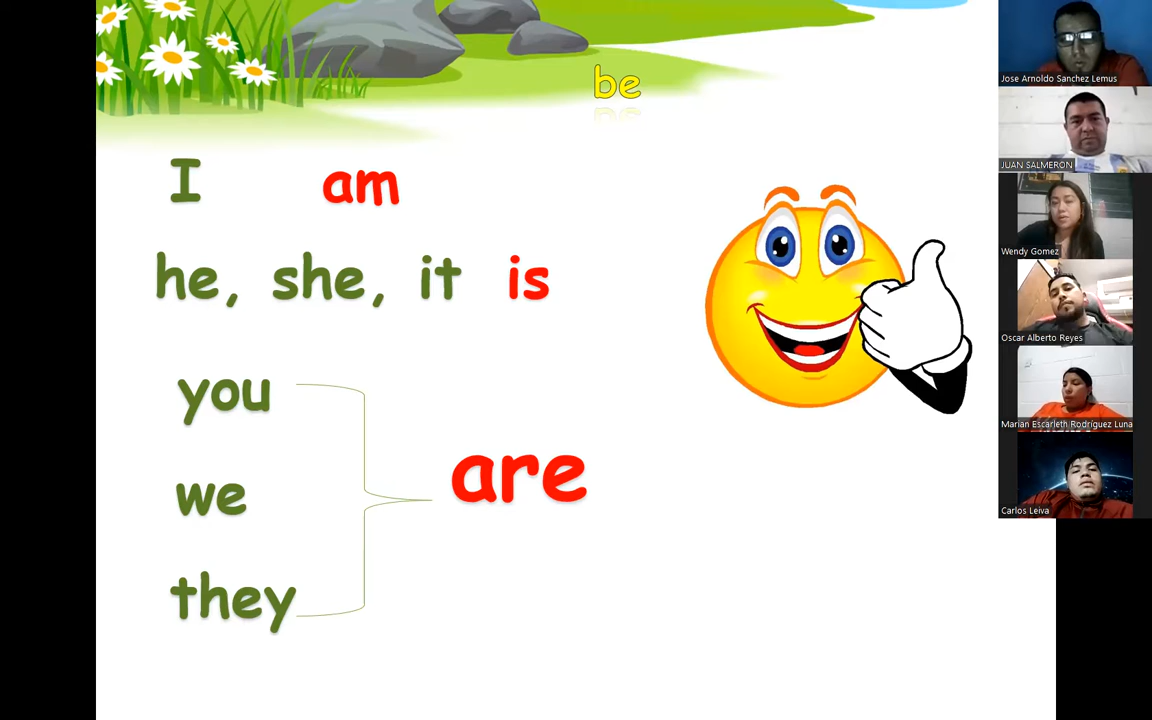 be
I am
he, she, it is
you
we
are
they
Jose Arnoldo Sanchez Lemus
JUAN SALMERON
Wendy Gomez
Oscar Alberto Reyes
Marian Escarleth Rodríguez Luna
Carlos Leiva